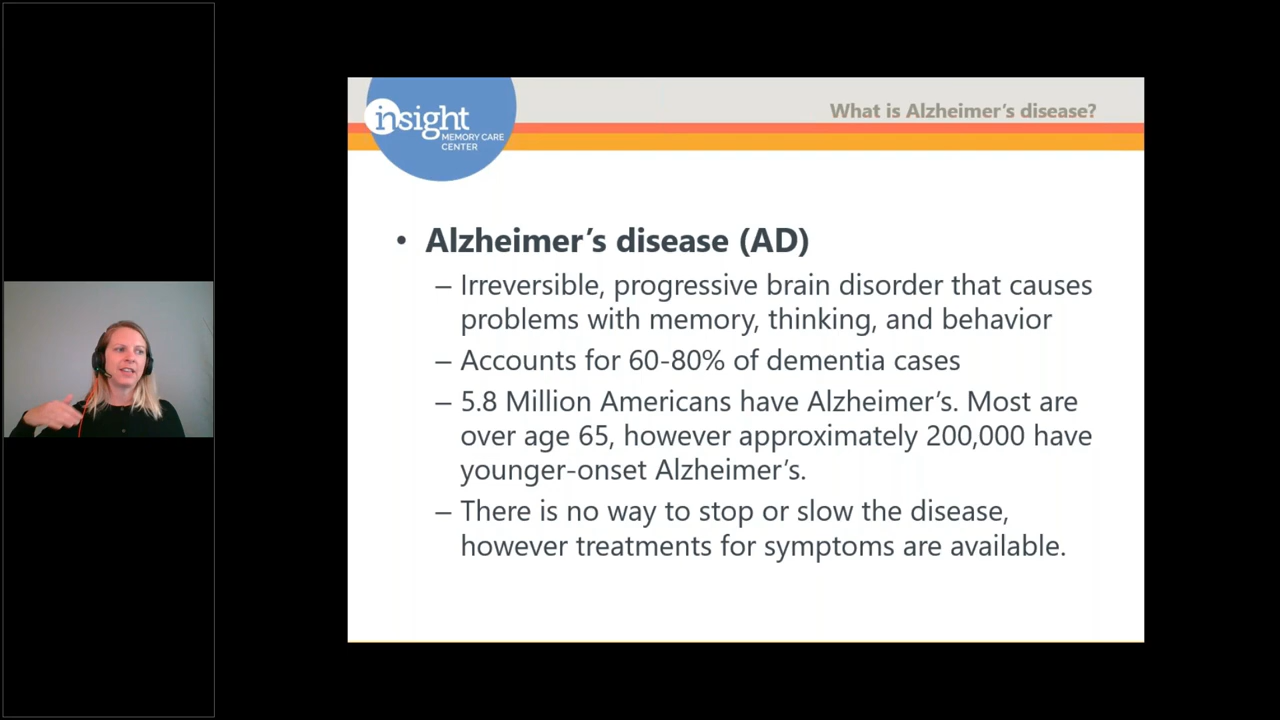 insight
MEMORY CARE
CENTER
What is Alzheimer's disease?
• Alzheimer's disease (AD)
– Irreversible, progressive brain disorder that causes
problems with memory, thinking, and behavior
– Accounts for 60-80% of dementia cases
– 5.8 Million Americans have Alzheimer's. Most are
over age 65, however approximately 200,000 have
younger-onset Alzheimer's.
– There is no way to stop or slow the disease,
however treatments for symptoms are available.